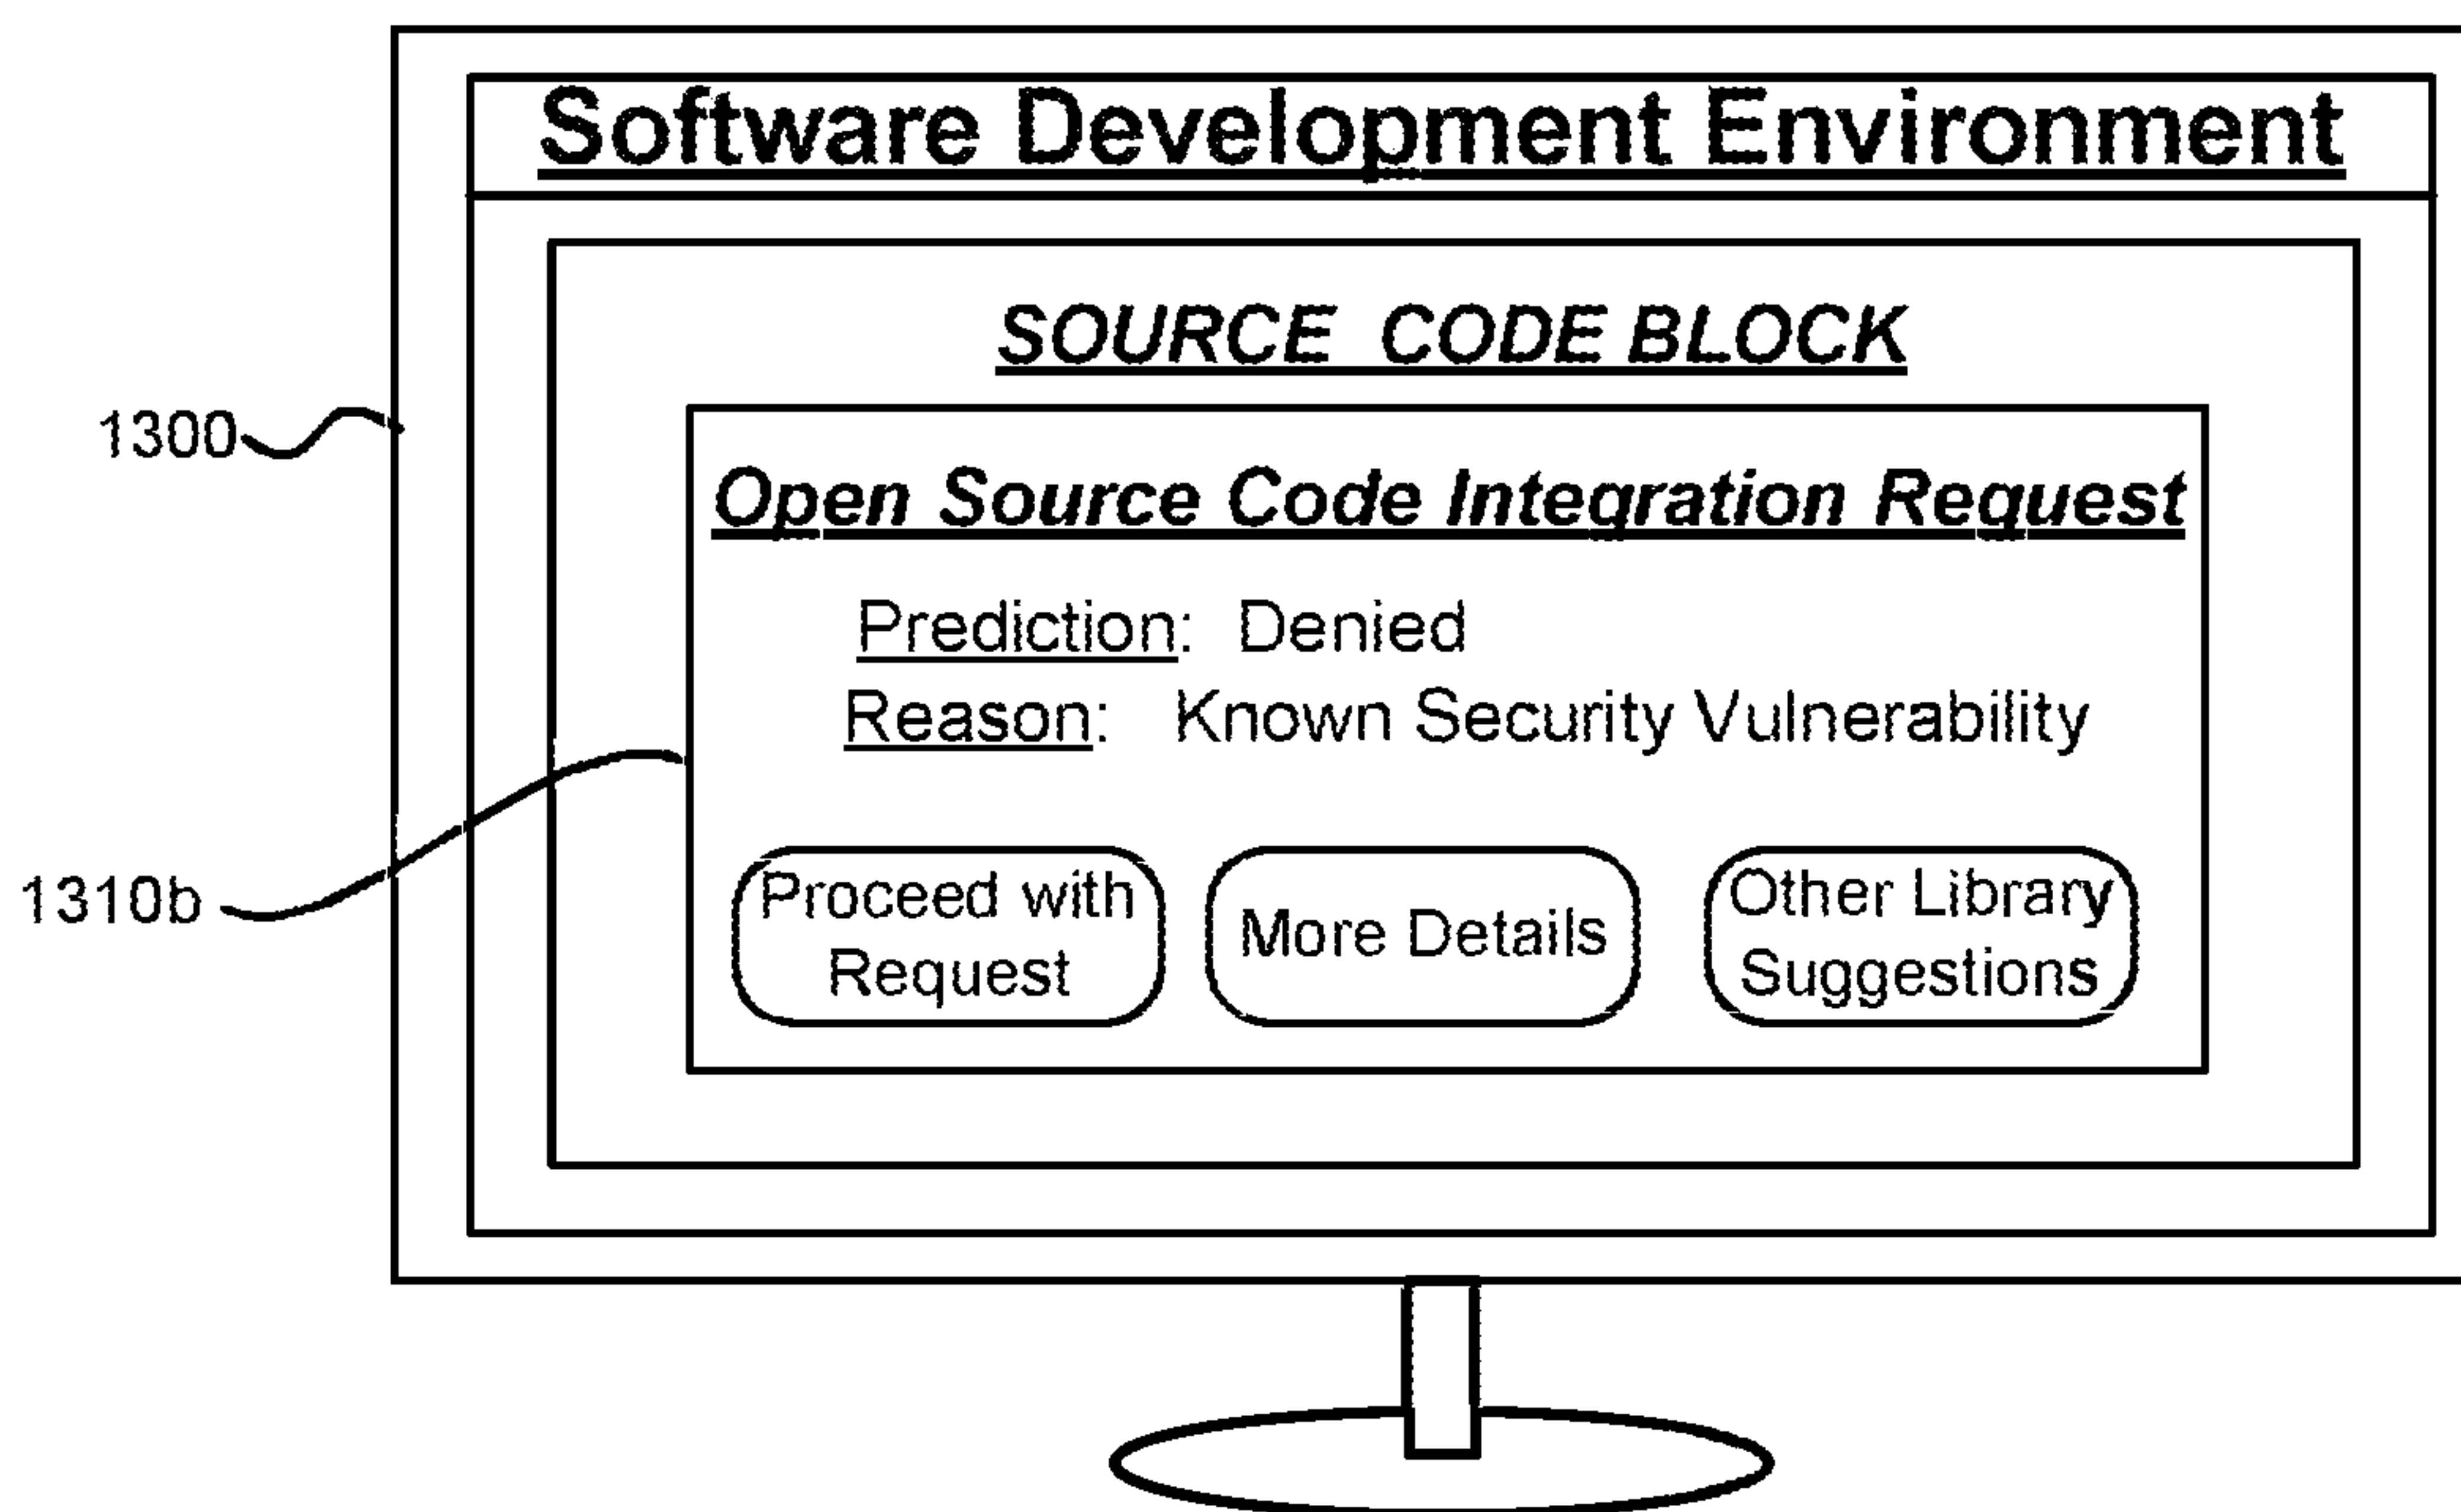 Software Development Environment
SOURCE CODE BLOCK
1300
Open Source Code Integration Request
Prediction: Denied
Reason: Known Security Vulnerability
1310b
Proceed with
Request
More Details
Other Library
Suggestions